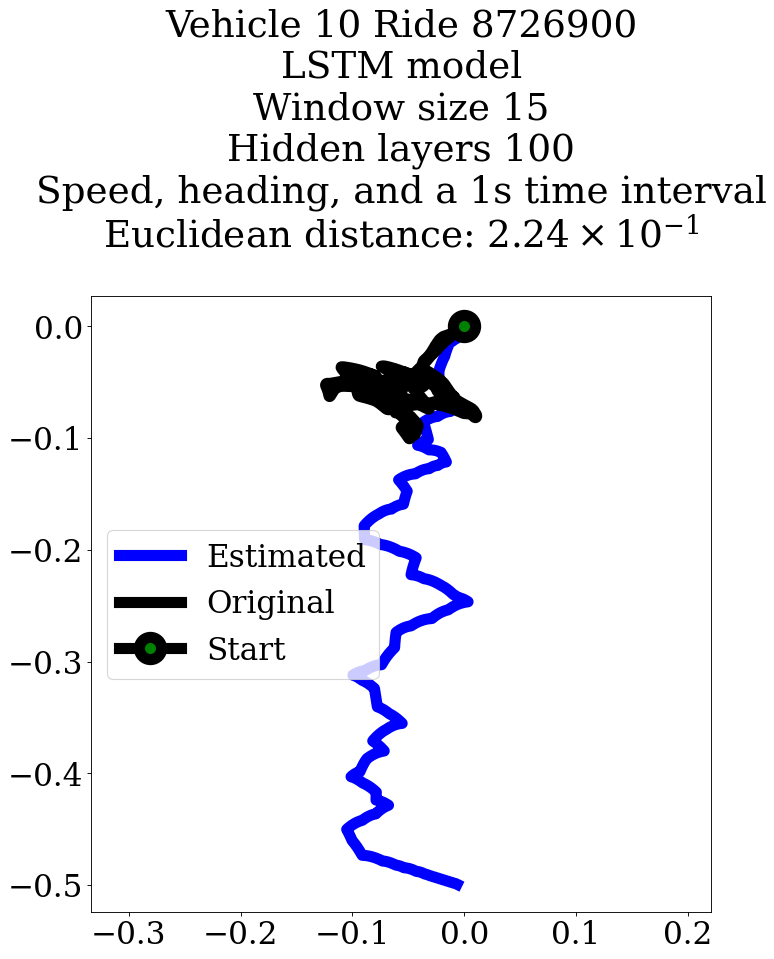 Vehicle 10 Ride 8726900
LSTM model
Window size 15
Hidden layers 100
Speed, heading, and a 1s time interval
Euclidean distance: 2.24 × 10⁻¹
0.0
−0.1
−0.2
−0.3
−0.4
−0.5
Estimated
Original
Start
−0.3 −0.2 −0.1 0.0 0.1 0.2